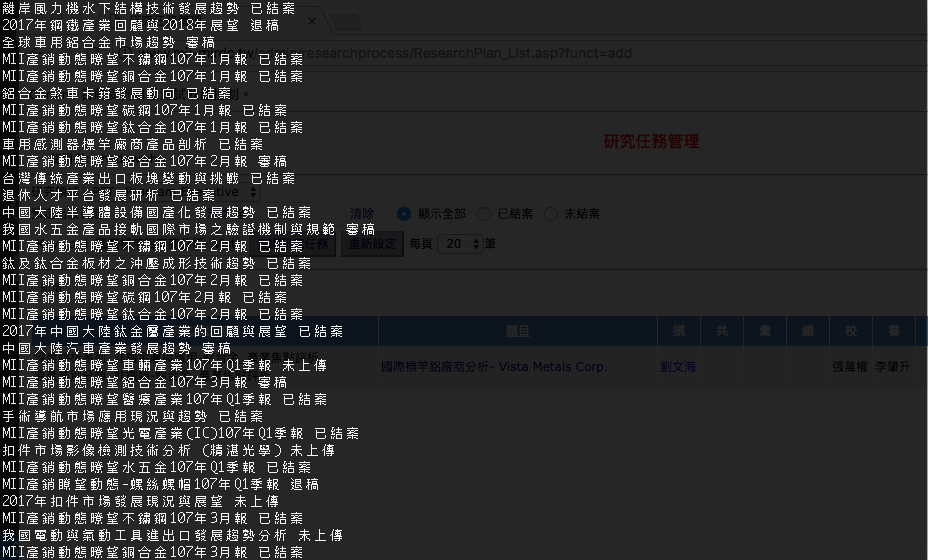 離岸風力機水下結構技術發展趨勢 已結案
2017年鋼鐵產業回顧與2018年展望 退稿
全球車用鋁合金市場趨勢 審稿
/researchprocess/ResearchPlan_List.asp?funct=add
MII產銷動態瞭望不鏽鋼107年1月報 已結案
MII產銷動態瞭望銅合金107年1月報 已結案
鋁合金煞車卡箝發展動向 已結案
MII產銷動態瞭望碳鋼107年1月報 已結案
MII產銷動態瞭望鈦合金107年1月報 已結案
車用感測器標竿廠商產品剖析 已結案
研究任務管理
MII產銷動態瞭望鋁合金107年2月報 審稿
台灣傳統產業出口板塊變動與挑戰 已結案
退休人才平台發展研析 已結案
中國大陸半導體設備國產化發展趨勢 已結案
清除 顯示全部 已結案 未結案
我國水五金產品接軌國際市場之驗證機制與規範 審稿
MII產銷動態瞭望不鏽鋼107年2月報 已結案
任務 重新設定 每頁 20 筆
鈦及鈦合金板材之沖壓成形技術趨勢 已結案
MII產銷動態瞭望銅合金107年2月報 已結案
MII產銷動態瞭望碳鋼107年2月報 已結案
MII產銷動態瞭望鈦合金107年2月報 已結案
2017年中國大陸鈦金屬產業的回顧與展望 已結案
題目 撰 共 彙 編 校 審
中國大陸汽車產業發展趨勢 審稿
MII產銷動態瞭望車輛產業107年Q1季報 未上傳
國際標竿鋁廠商分析- Vista Metals Corp. 劉文海 張萬權 李肇升
MII產銷動態瞭望鋁合金107年3月報 審稿
MII產銷動態瞭望醫療產業107年Q1季報 已結案
手術導航市場應用現況與趨勢 已結案
MII產銷動態瞭望光電產業(IC)107年Q1季報 已結案
扣件市場影像檢測技術分析 (精湛光學) 未上傳
MII產銷動態瞭望水五金107年Q1季報 已結案
MII產銷瞭望動態-螺絲螺帽107年Q1季報 退稿
2017年扣件市場發展現況與展望 未上傳
MII產銷動態瞭望不鏽鋼107年3月報 已結案
我國電動與氣動工具進出口發展趨勢分析 未上傳
MII產銷動態瞭望銅合金107年3月報 已結案